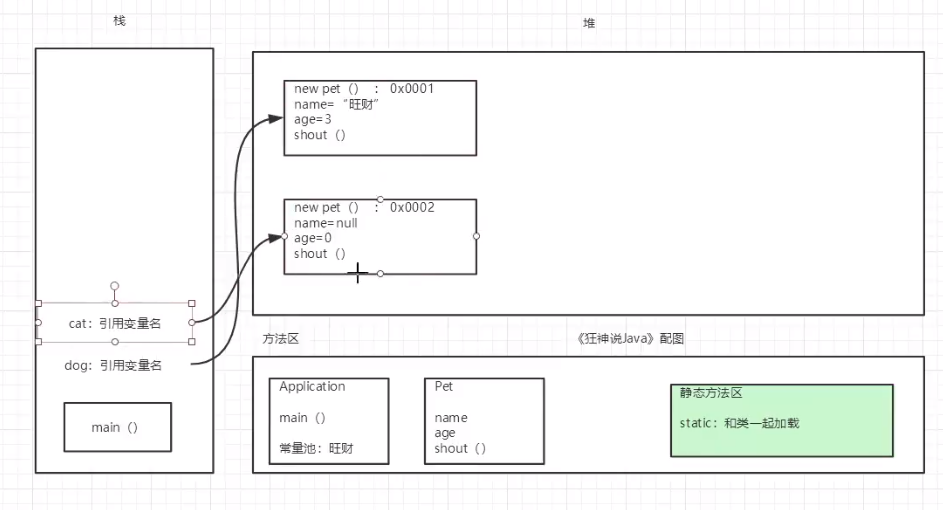 栈
堆
new pet（） ： 0x0001
name=“旺财”
age=3
shout（）
new pet（） ： 0x0002
name=null
age=0
shout（）
cat：引用变量名
dog：引用变量名
main（）
方法区
《狂神说Java》配图
Application
main（）
常量池：旺财
Pet
name
age
shout（）
静态方法区
static：和类一起加载